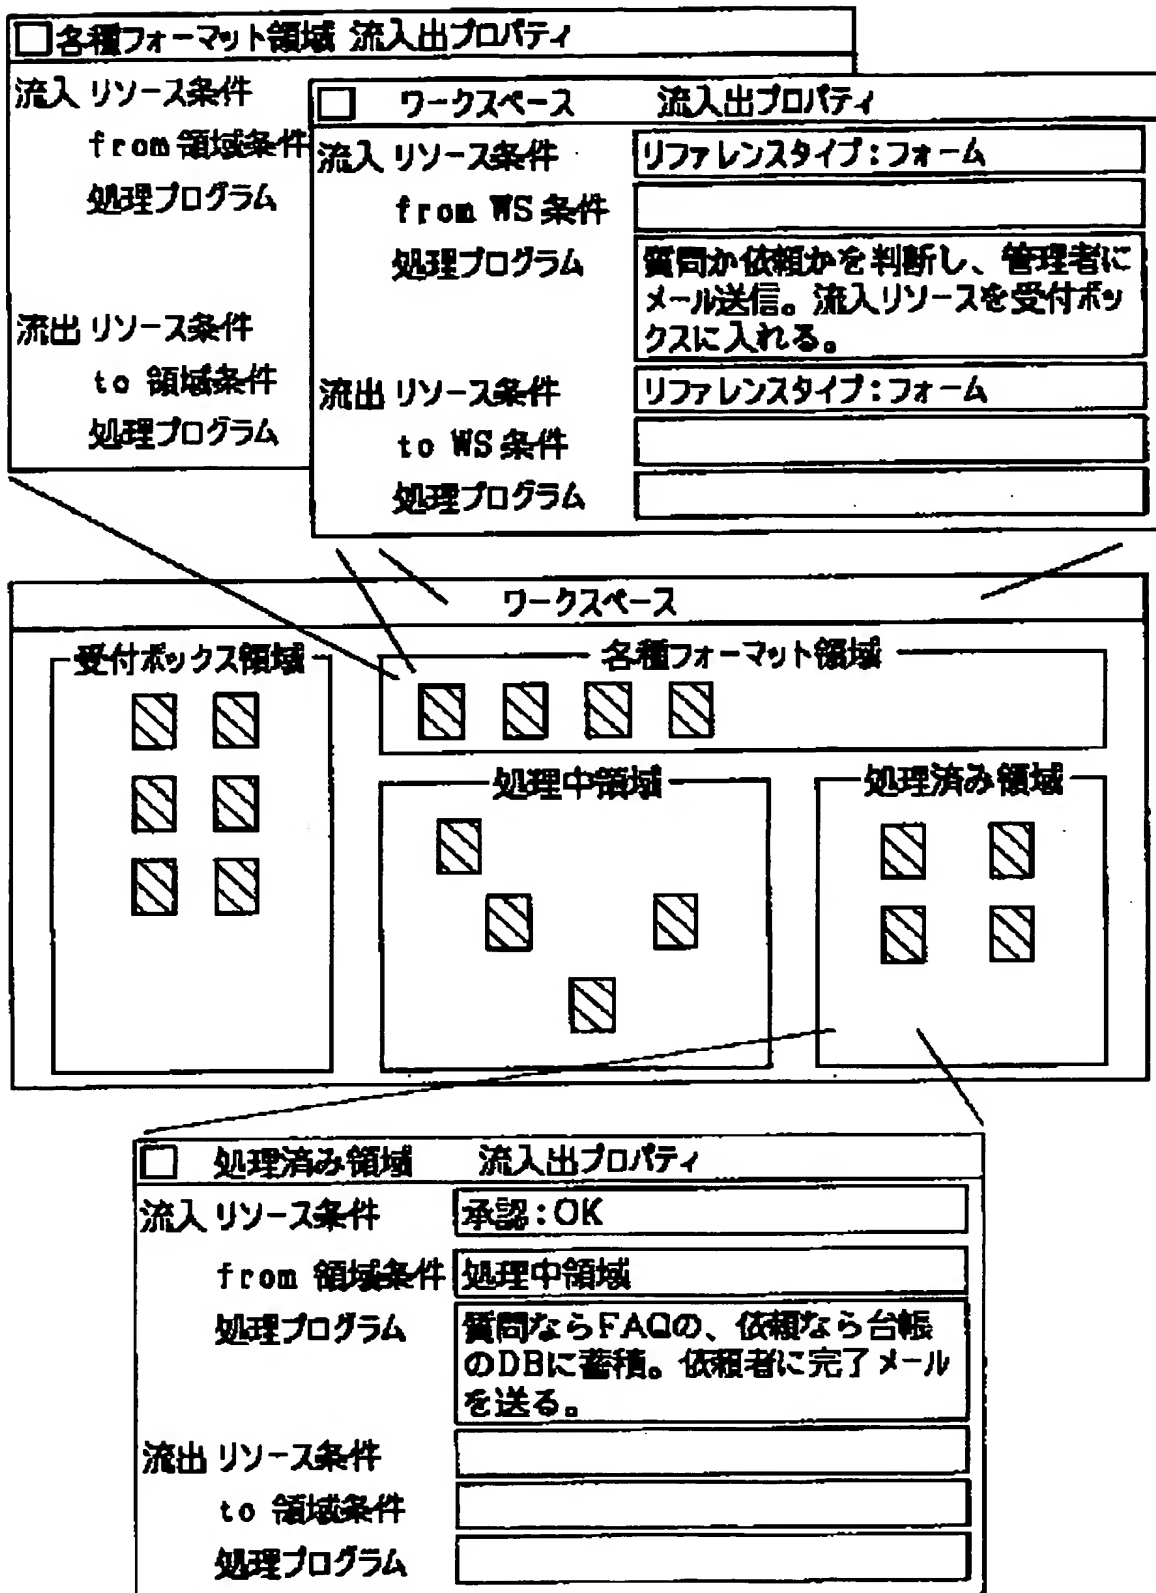 各種フォーマット領域 流入出プロパティ
流入 リソース条件
from 領域条件
処理プログラム
流出 リソース条件
to 領域条件
処理プログラム
ワークスペース 流入出プロパティ
流入 リソース条件 リファレンスタイプ:フォーム
from WS 条件
処理プログラム 質問か依頼かを判断し、管理者に
メール送信。流入リソースを受付ボッ
クスに入れる。
流出 リソース条件 リファレンスタイプ:フォーム
to WS 条件
処理プログラム
ワークスペース
受付ボックス領域
各種フォーマット領域
処理中領域
処理済み領域
処理済み領域 流入出プロパティ
流入 リソース条件 承認:OK
from 領域条件 処理中領域
処理プログラム 質問ならFAQの、依頼なら台帳
のDBに蓄積。依頼者に完了メール
を送る。
流出 リソース条件
to 領域条件
処理プログラム